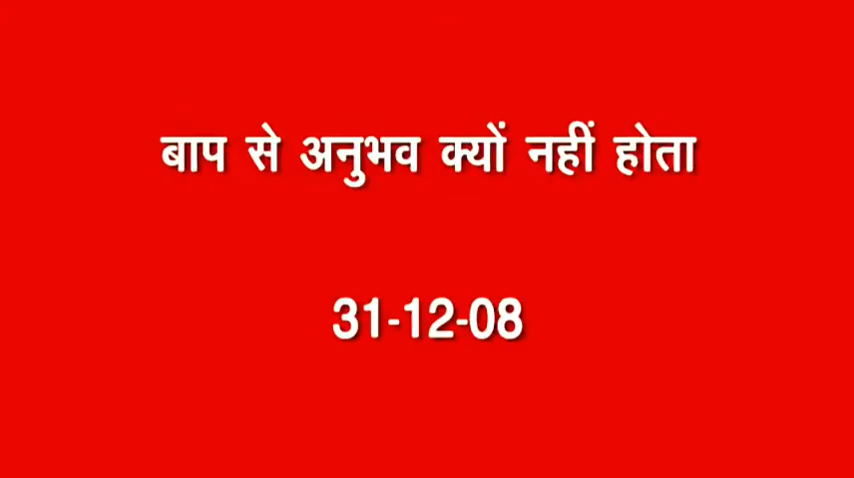 बाप से अनुभव क्यों नहीं होता
31-12-08